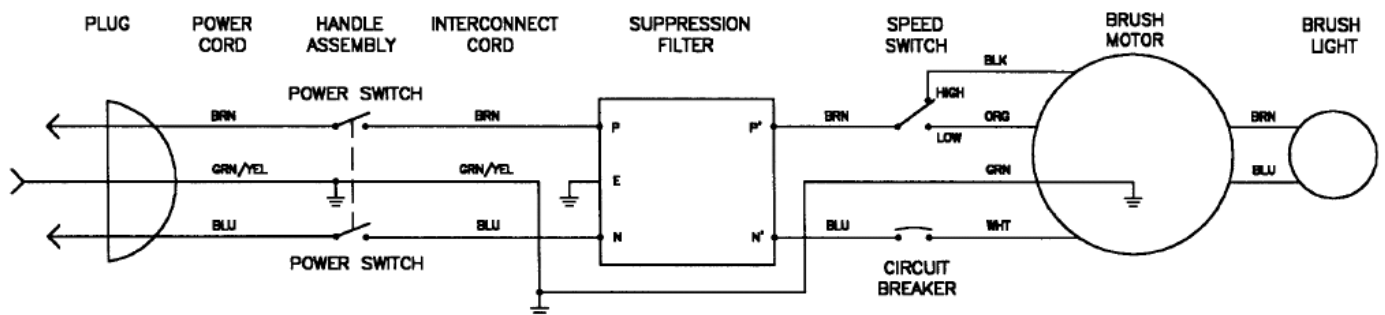 PLUG
POWER
CORD
HANDLE
ASSEMBLY
INTERCONNECT
CORD
SUPPRESSION
FILTER
SPEED
SWITCH
BRUSH
MOTOR
BRUSH
LIGHT
POWER SWITCH
BLK
HIGH
BRN
BRN
P
P'
BRN
ORG
LOW
BRN
GRN/YEL
GRN/YEL
E
GRN
BLU
BLU
BLU
N
N'
BLU
WHT
POWER SWITCH
CIRCUIT
BREAKER